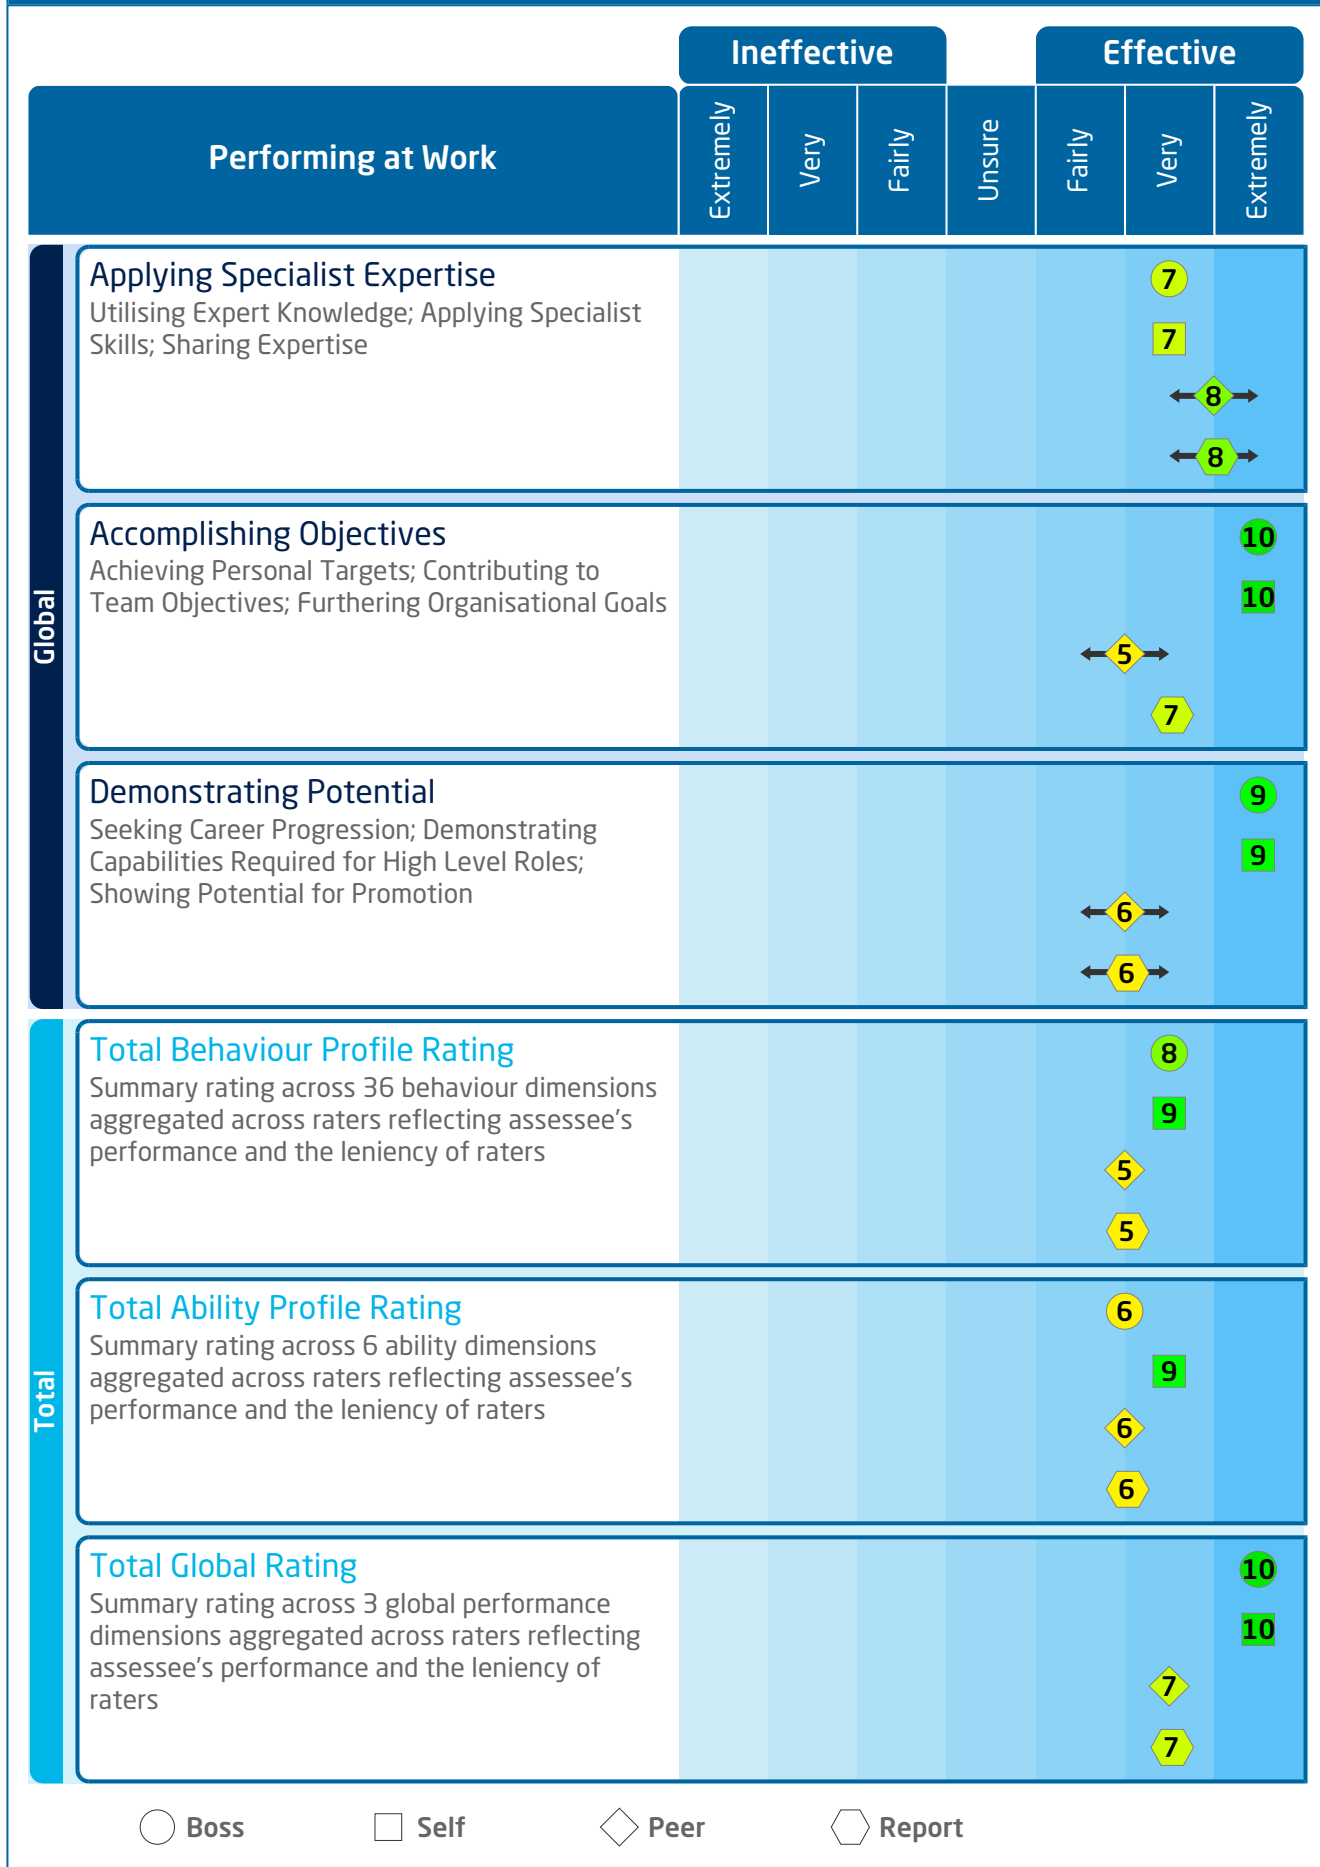 Ineffective
Effective
Performing at Work
Extremely
Very
Fairly
Unsure
Fairly
Very
Extremely
Global
Applying Specialist Expertise
Utilising Expert Knowledge; Applying Specialist
Skills; Sharing Expertise
7
7
8
8
Accomplishing Objectives
Achieving Personal Targets; Contributing to
Team Objectives; Furthering Organisational Goals
10
10
5
7
Demonstrating Potential
Seeking Career Progression; Demonstrating
Capabilities Required for High Level Roles;
Showing Potential for Promotion
9
9
6
6
Total
Total Behaviour Profile Rating
Summary rating across 36 behaviour dimensions
aggregated across raters reflecting assessee's
performance and the leniency of raters
8
9
5
5
Total Ability Profile Rating
Summary rating across 6 ability dimensions
aggregated across raters reflecting assessee's
performance and the leniency of raters
6
9
6
6
Total Global Rating
Summary rating across 3 global performance
dimensions aggregated across raters reflecting
assessee's performance and the leniency of
raters
10
10
7
7
Boss
Self
Peer
Report